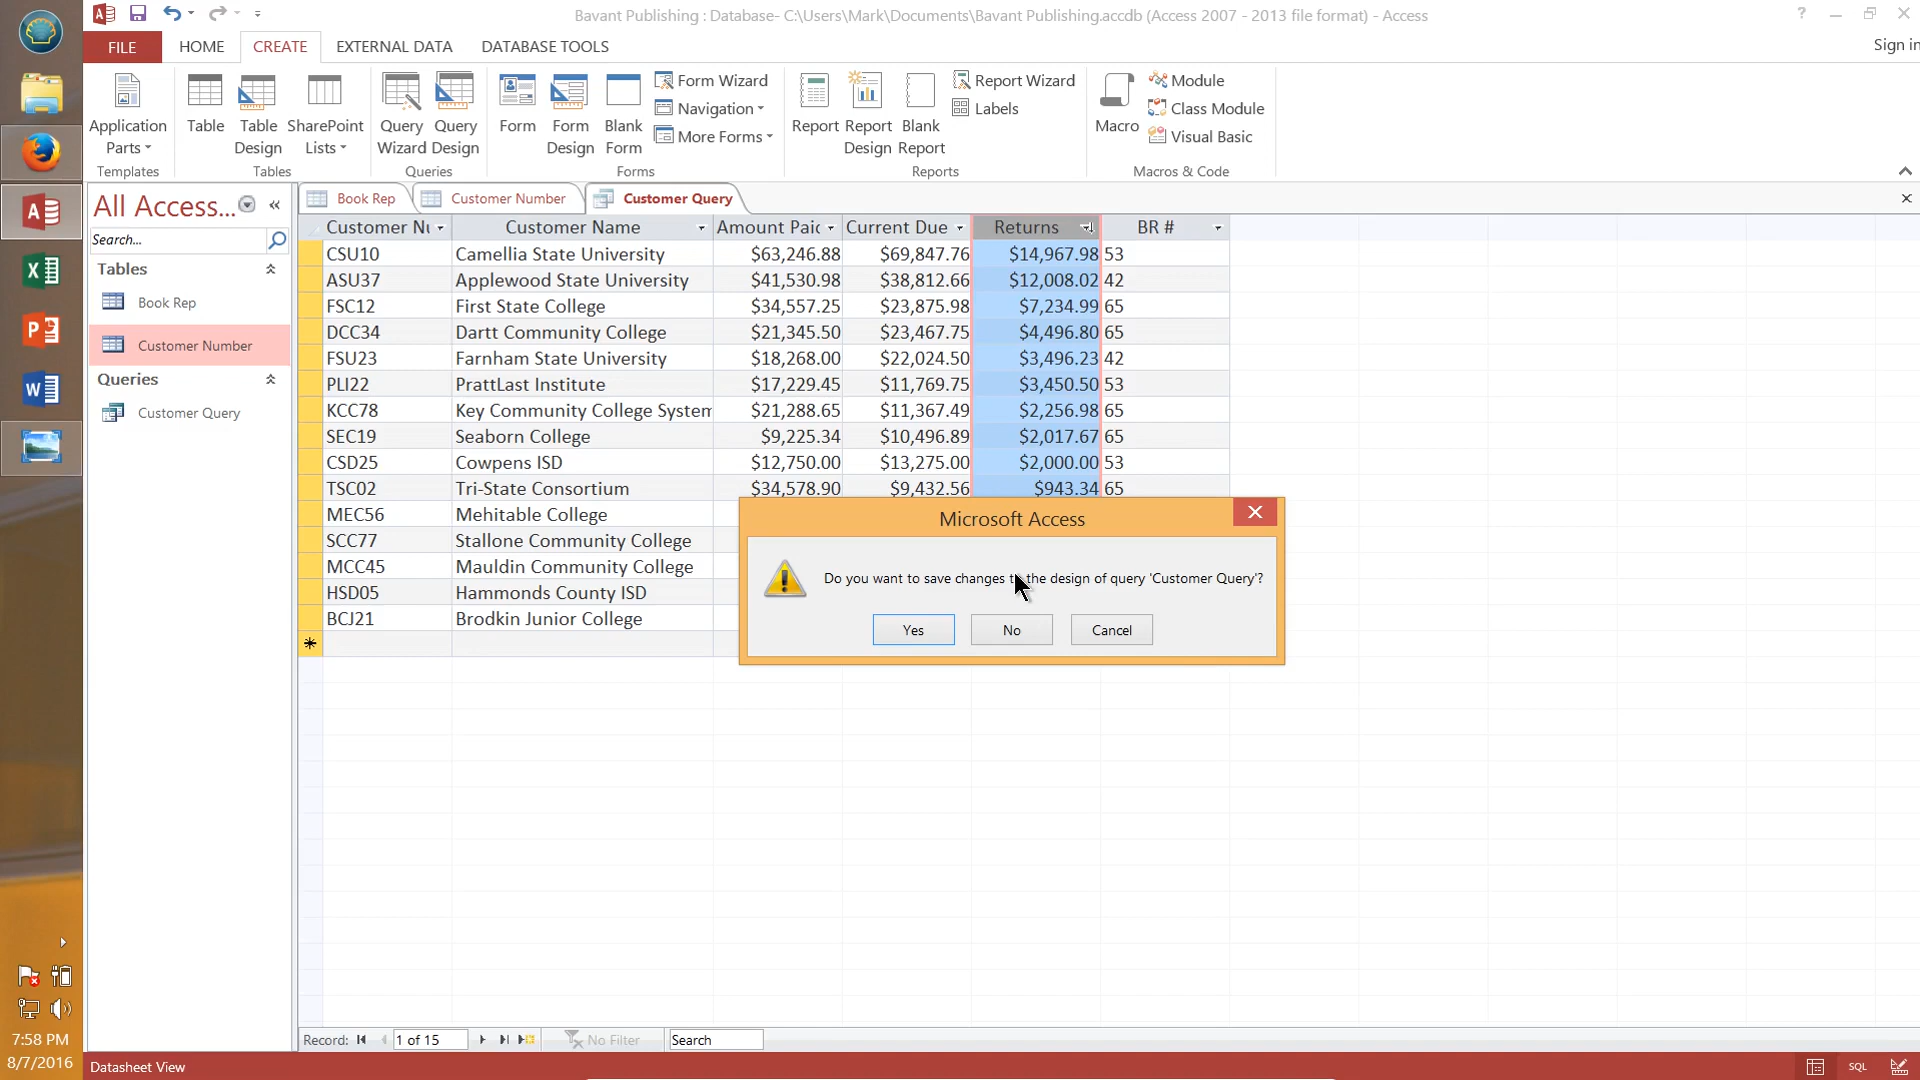 Bavant Publishing : Database- C:\Users\Mark\Documents\Bavant Publishing.accdb (Access 2007 - 2013 file format) - Access
?
FILE HOME CREATE EXTERNAL DATA DATABASE TOOLS
Sign in
Application Parts
Table
Table Design
SharePoint Lists
Query Wizard
Query Design
Form
Form Design
Blank Form
Form Wizard
Navigation
More Forms
Report
Report Design
Blank Report
Report Wizard
Labels
Macro
Module
Class Module
Visual Basic
Templates Tables Queries Forms Reports Macros & Code
All Access...
Search...
Tables
Book Rep
Customer Number
Queries
Customer Query
Book Rep Customer Number Customer Query
Customer Nu Customer Name Amount Paid Current Due Returns BR #
CSU10 Camellia State University $63,246.88 $69,847.76 $14,967.98 53
ASU37 Applewood State University $41,530.98 $38,812.66 $12,008.02 42
FSC12 First State College $34,557.25 $23,875.98 $7,234.99 65
DCC34 Dartt Community College $21,345.50 $23,467.75 $4,496.80 65
FSU23 Farnham State University $18,268.00 $22,024.50 $3,496.23 42
PLI22 PrattLast Institute $17,229.45 $11,769.75 $3,450.50 53
KCC78 Key Community College System $21,288.65 $11,367.49 $2,256.98 65
SEC19 Seaborn College $9,225.34 $10,496.89 $2,017.67 65
CSD25 Cowpens ISD $12,750.00 $13,275.00 $2,000.00 53
TSC02 Tri-State Consortium $34,578.90 $9,432.56 $943.34 65
MEC56 Mehitable College
SCC77 Stallone Community College
MCC45 Mauldin Community College
HSD05 Hammonds County ISD
BCJ21 Brodkin Junior College
Microsoft Access
Do you want to save changes to the design of query 'Customer Query'?
Yes No Cancel
Record: 1 of 15 No Filter Search
7:58 PM
8/7/2016
Datasheet View
SQL